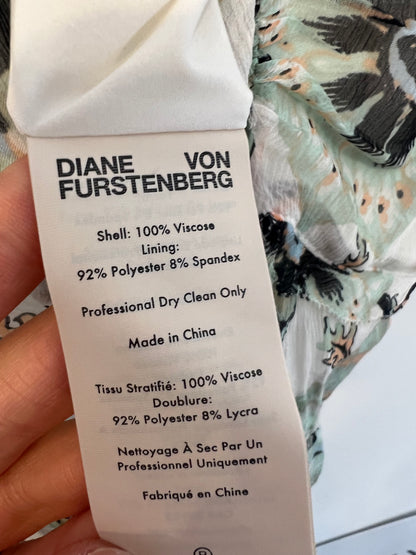 DIANE VON
FURSTENBERG
Shell: 100% Viscose
Lining:
92% Polyester 8% Spandex
Professional Dry Clean Only
Made in China
Tissu Stratifié: 100% Viscose
Doublure:
92% Polyester 8% Lycra
Nettoyage À Sec Par Un
Professionnel Uniquement
Fabriqué en Chine